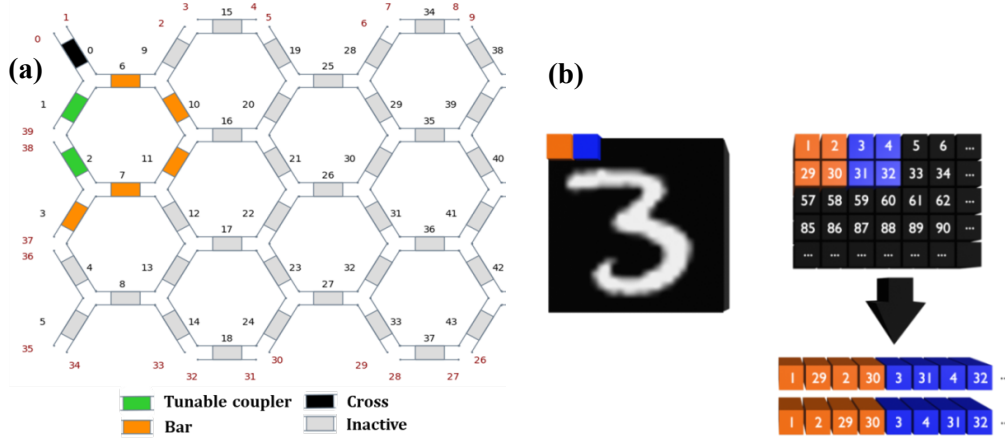 3 4 7 8
15 34
1 2 5 6 9
0
0 9 19 28 38
6 25
(a)
1 10 20 29 39
16 35
39
38
2 11 21 30 40
7 26
3 12 22 31 41
17 36
37
36
4 13 23 32 42
8 27
5 14 24 33 43
18 37
35
34 33 30 29 26
32 31 28 27
Tunable coupler Cross
Bar Inactive
(b)
3
1 2 3 4 5 6 ...
29 30 31 32 33 34 ...
57 58 59 60 61 62 ...
85 86 87 88 89 90 ...
... ... ... ... ... ...
1 29 2 30 3 31 4 32 ...
1 2 29 30 3 4 31 32 ...